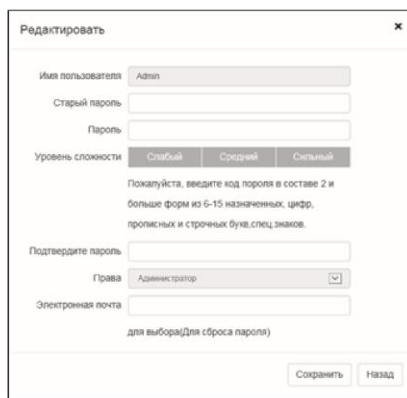 Редактировать
Имя пользователя Admin
Старый пароль
Пароль
Уровень сложности Слабый Средний Сильный
Пожалуйста, введите код пороля в составе 2 и
больше форм из 6-15 назначенных, цифр,
прописных и строчных букв,спец.знаков.
Подтвердите пароль
Права Администратор
Электронная почта
для выбора(Для сброса пароля)
Сохранить Назад